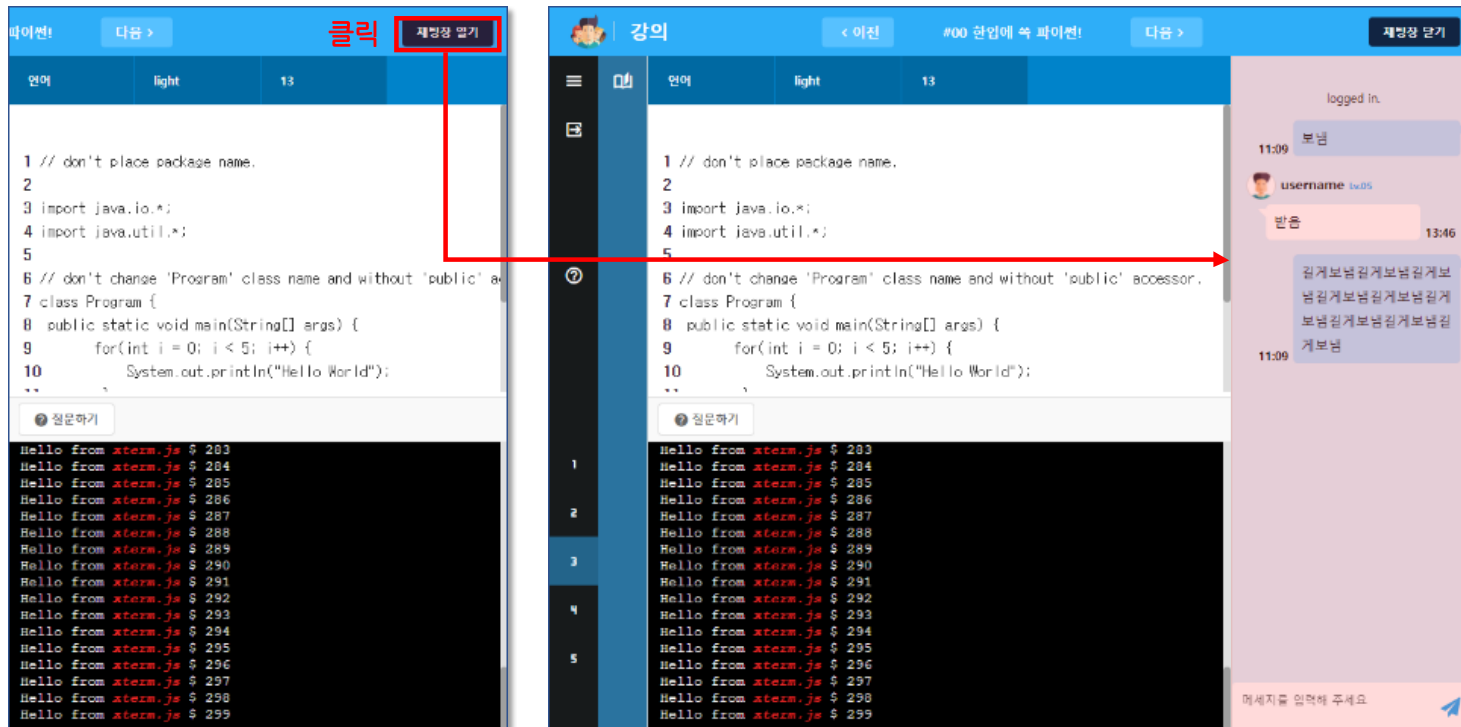 파이썬!
다음 >
클릭
채팅창 열기
언어
light
13
1 // don't place package name.
2
3 import java.io.*;
4 import java.util.*;
5
6 // don't change 'Program' class name and without 'public' a
7 class Program {
8 public static void main(String[] args) {
9 for(int i = 0; i < 5; i++) {
10 System.out.println("Hello World");
질문하기
Hello from xterm.js $ 283
Hello from xterm.js $ 284
Hello from xterm.js $ 285
Hello from xterm.js $ 286
Hello from xterm.js $ 287
Hello from xterm.js $ 288
Hello from xterm.js $ 289
Hello from xterm.js $ 290
Hello from xterm.js $ 291
Hello from xterm.js $ 292
Hello from xterm.js $ 293
Hello from xterm.js $ 294
Hello from xterm.js $ 295
Hello from xterm.js $ 296
Hello from xterm.js $ 297
Hello from xterm.js $ 298
Hello from xterm.js $ 299
강의
< 이전
#00 한입에 쏙 파이썬!
다음 >
채팅창 닫기
언어
light
13
1 // don't place package name.
2
3 import java.io.*;
4 import java.util.*;
5
6 // don't change 'Program' class name and without 'public' accessor.
7 class Program {
8 public static void main(String[] args) {
9 for(int i = 0; i < 5; i++) {
10 System.out.println("Hello World");
질문하기
1
2
3
4
5
Hello from xterm.js $ 283
Hello from xterm.js $ 284
Hello from xterm.js $ 285
Hello from xterm.js $ 286
Hello from xterm.js $ 287
Hello from xterm.js $ 288
Hello from xterm.js $ 289
Hello from xterm.js $ 290
Hello from xterm.js $ 291
Hello from xterm.js $ 292
Hello from xterm.js $ 293
Hello from xterm.js $ 294
Hello from xterm.js $ 295
Hello from xterm.js $ 296
Hello from xterm.js $ 297
Hello from xterm.js $ 298
Hello from xterm.js $ 299
logged in.
보냄
11:09
username Lv.05
받음
13:46
길게보냄길게보냄길게보
냄길게보냄길게보냄길게
보냄길게보냄길게보냄길
게보냄
11:09
메세지를 입력해 주세요